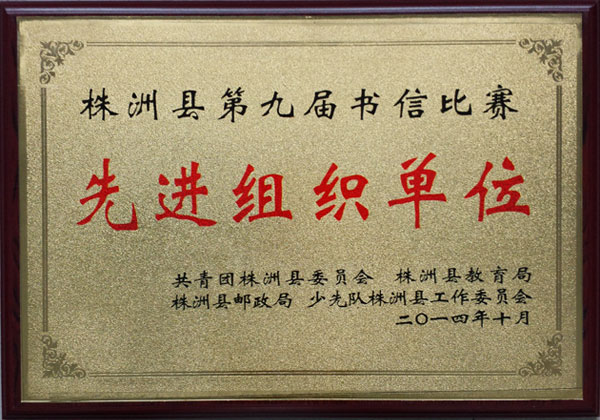 株洲县第九届书信比赛
先进组织单位
共青团株洲县委员会 株洲县教育局
株洲县邮政局 少先队株洲县工作委员会
二〇一四年十月